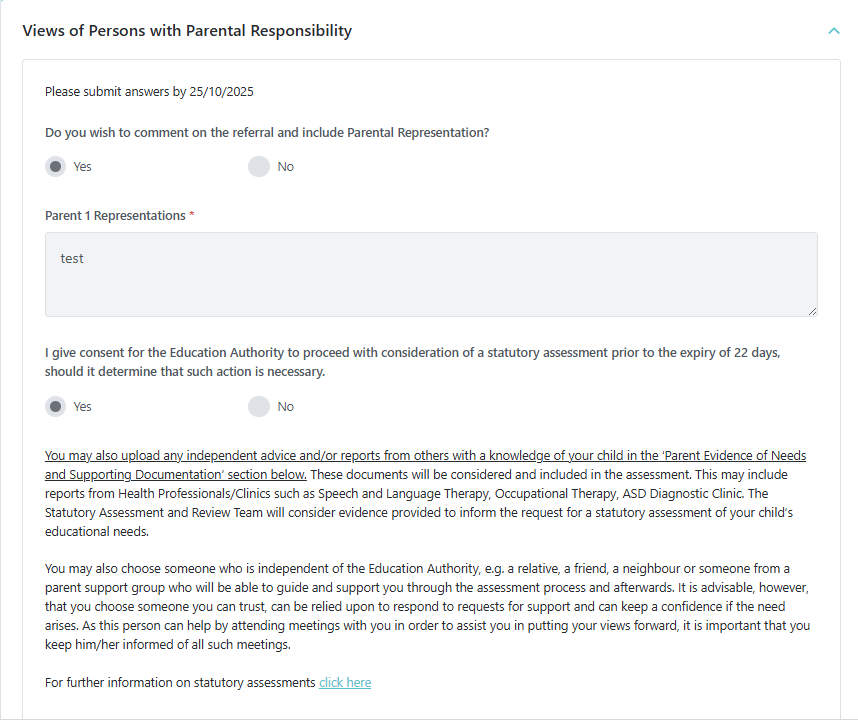 Views of Persons with Parental Responsibility
Please submit answers by 25/10/2025
Do you wish to comment on the referral and include Parental Representation?
Yes No
Parent 1 Representations *
test
I give consent for the Education Authority to proceed with consideration of a statutory assessment prior to the expiry of 22 days,
should it determine that such action is necessary.
Yes No
You may also upload any independent advice and/or reports from others with a knowledge of your child in the ‘Parent Evidence of Needs
and Supporting Documentation’ section below. These documents will be considered and included in the assessment. This may include
reports from Health Professionals/Clinics such as Speech and Language Therapy, Occupational Therapy, ASD Diagnostic Clinic. The
Statutory Assessment and Review Team will consider evidence provided to inform the request for a statutory assessment of your child’s
educational needs.
You may also choose someone who is independent of the Education Authority, e.g. a relative, a friend, a neighbour or someone from a
parent support group who will be able to guide and support you through the assessment process and afterwards. It is advisable, however,
that you choose someone you can trust, can be relied upon to respond to requests for support and can keep a confidence if the need
arises. As this person can help by attending meetings with you in order to assist you in putting your views forward, it is important that you
keep him/her informed of all such meetings.
For further information on statutory assessments click here